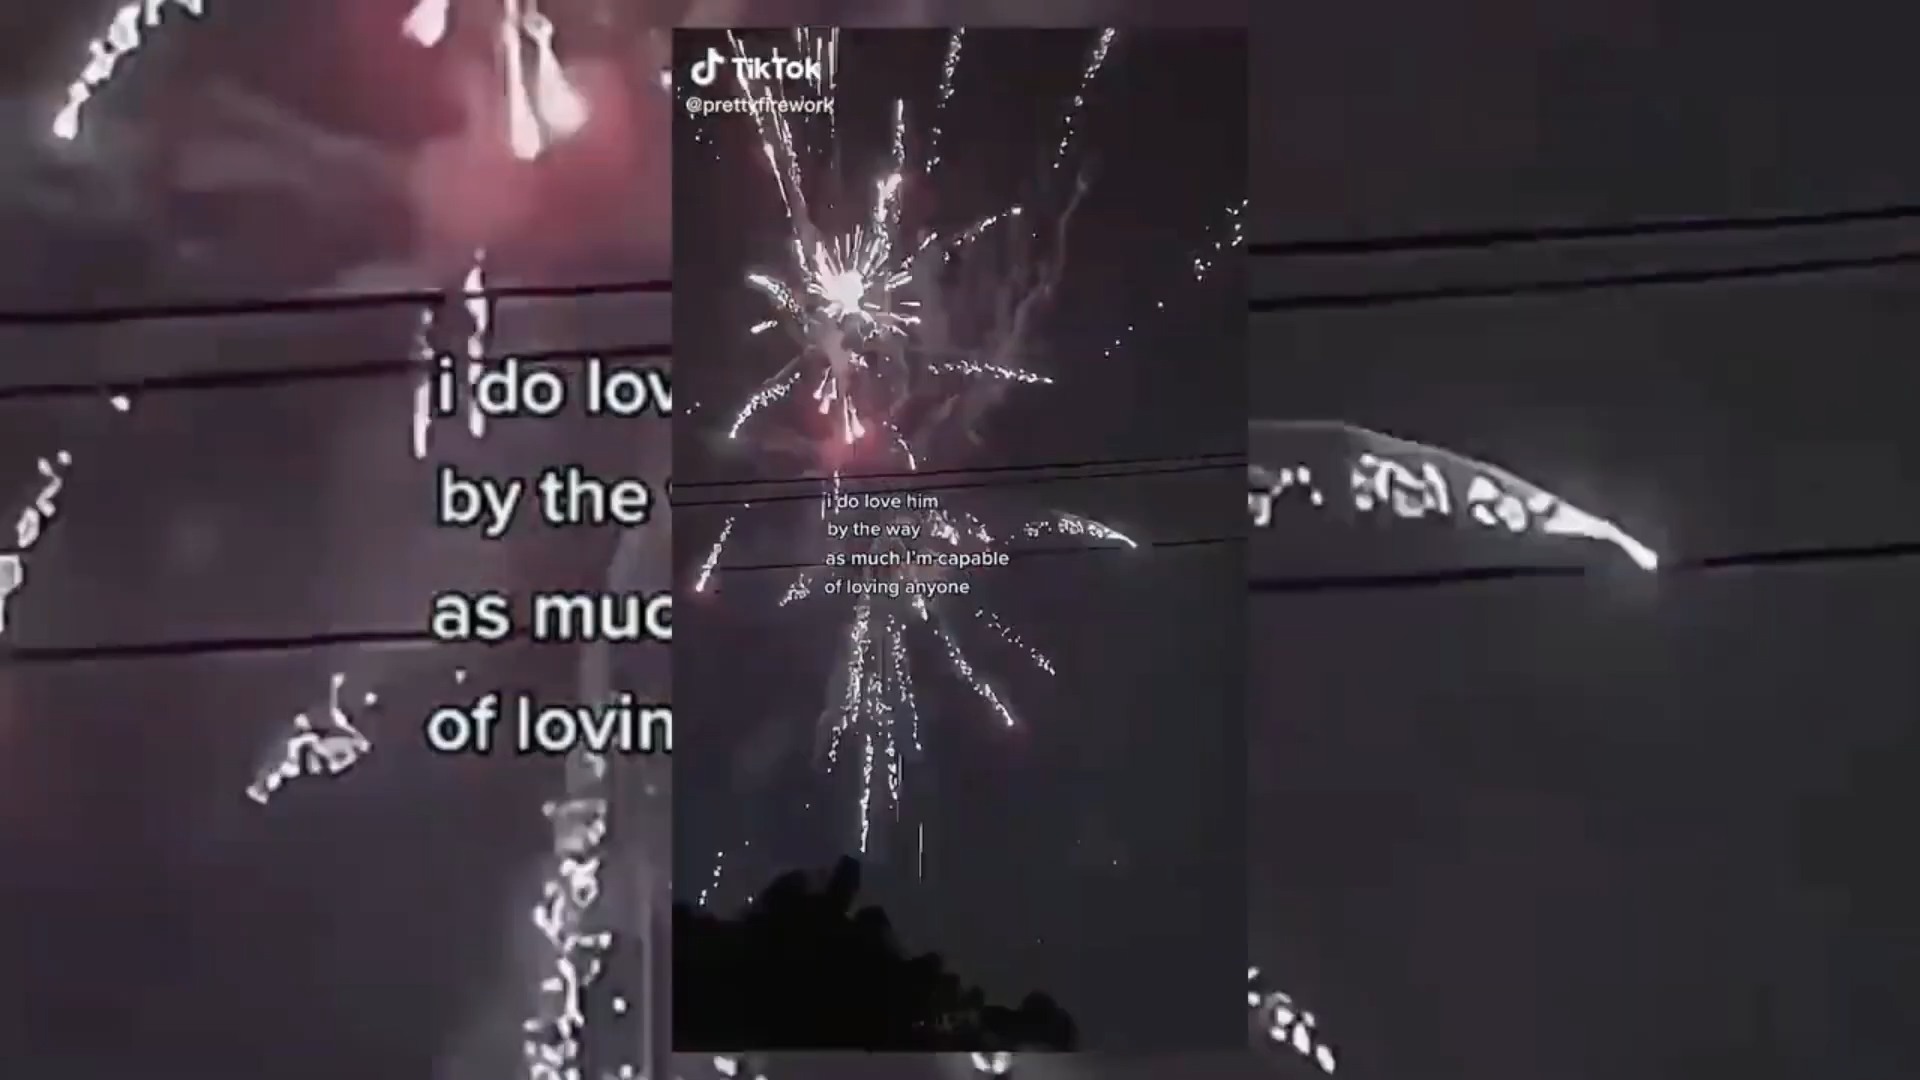 TikTok
@prettyfirework
i do love him
by the way
as much I'm capable
of loving anyone
i do lov
by the
as muc
of lovin